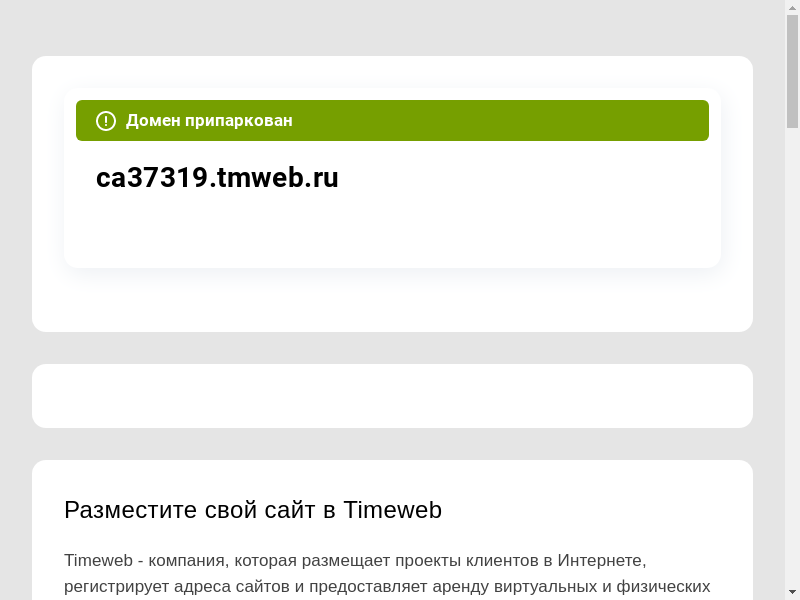 Домен припаркован
ca37319.tmweb.ru
Разместите свой сайт в Timeweb
Timeweb - компания, которая размещает проекты клиентов в Интернете,
регистрирует адреса сайтов и предоставляет аренду виртуальных и физических